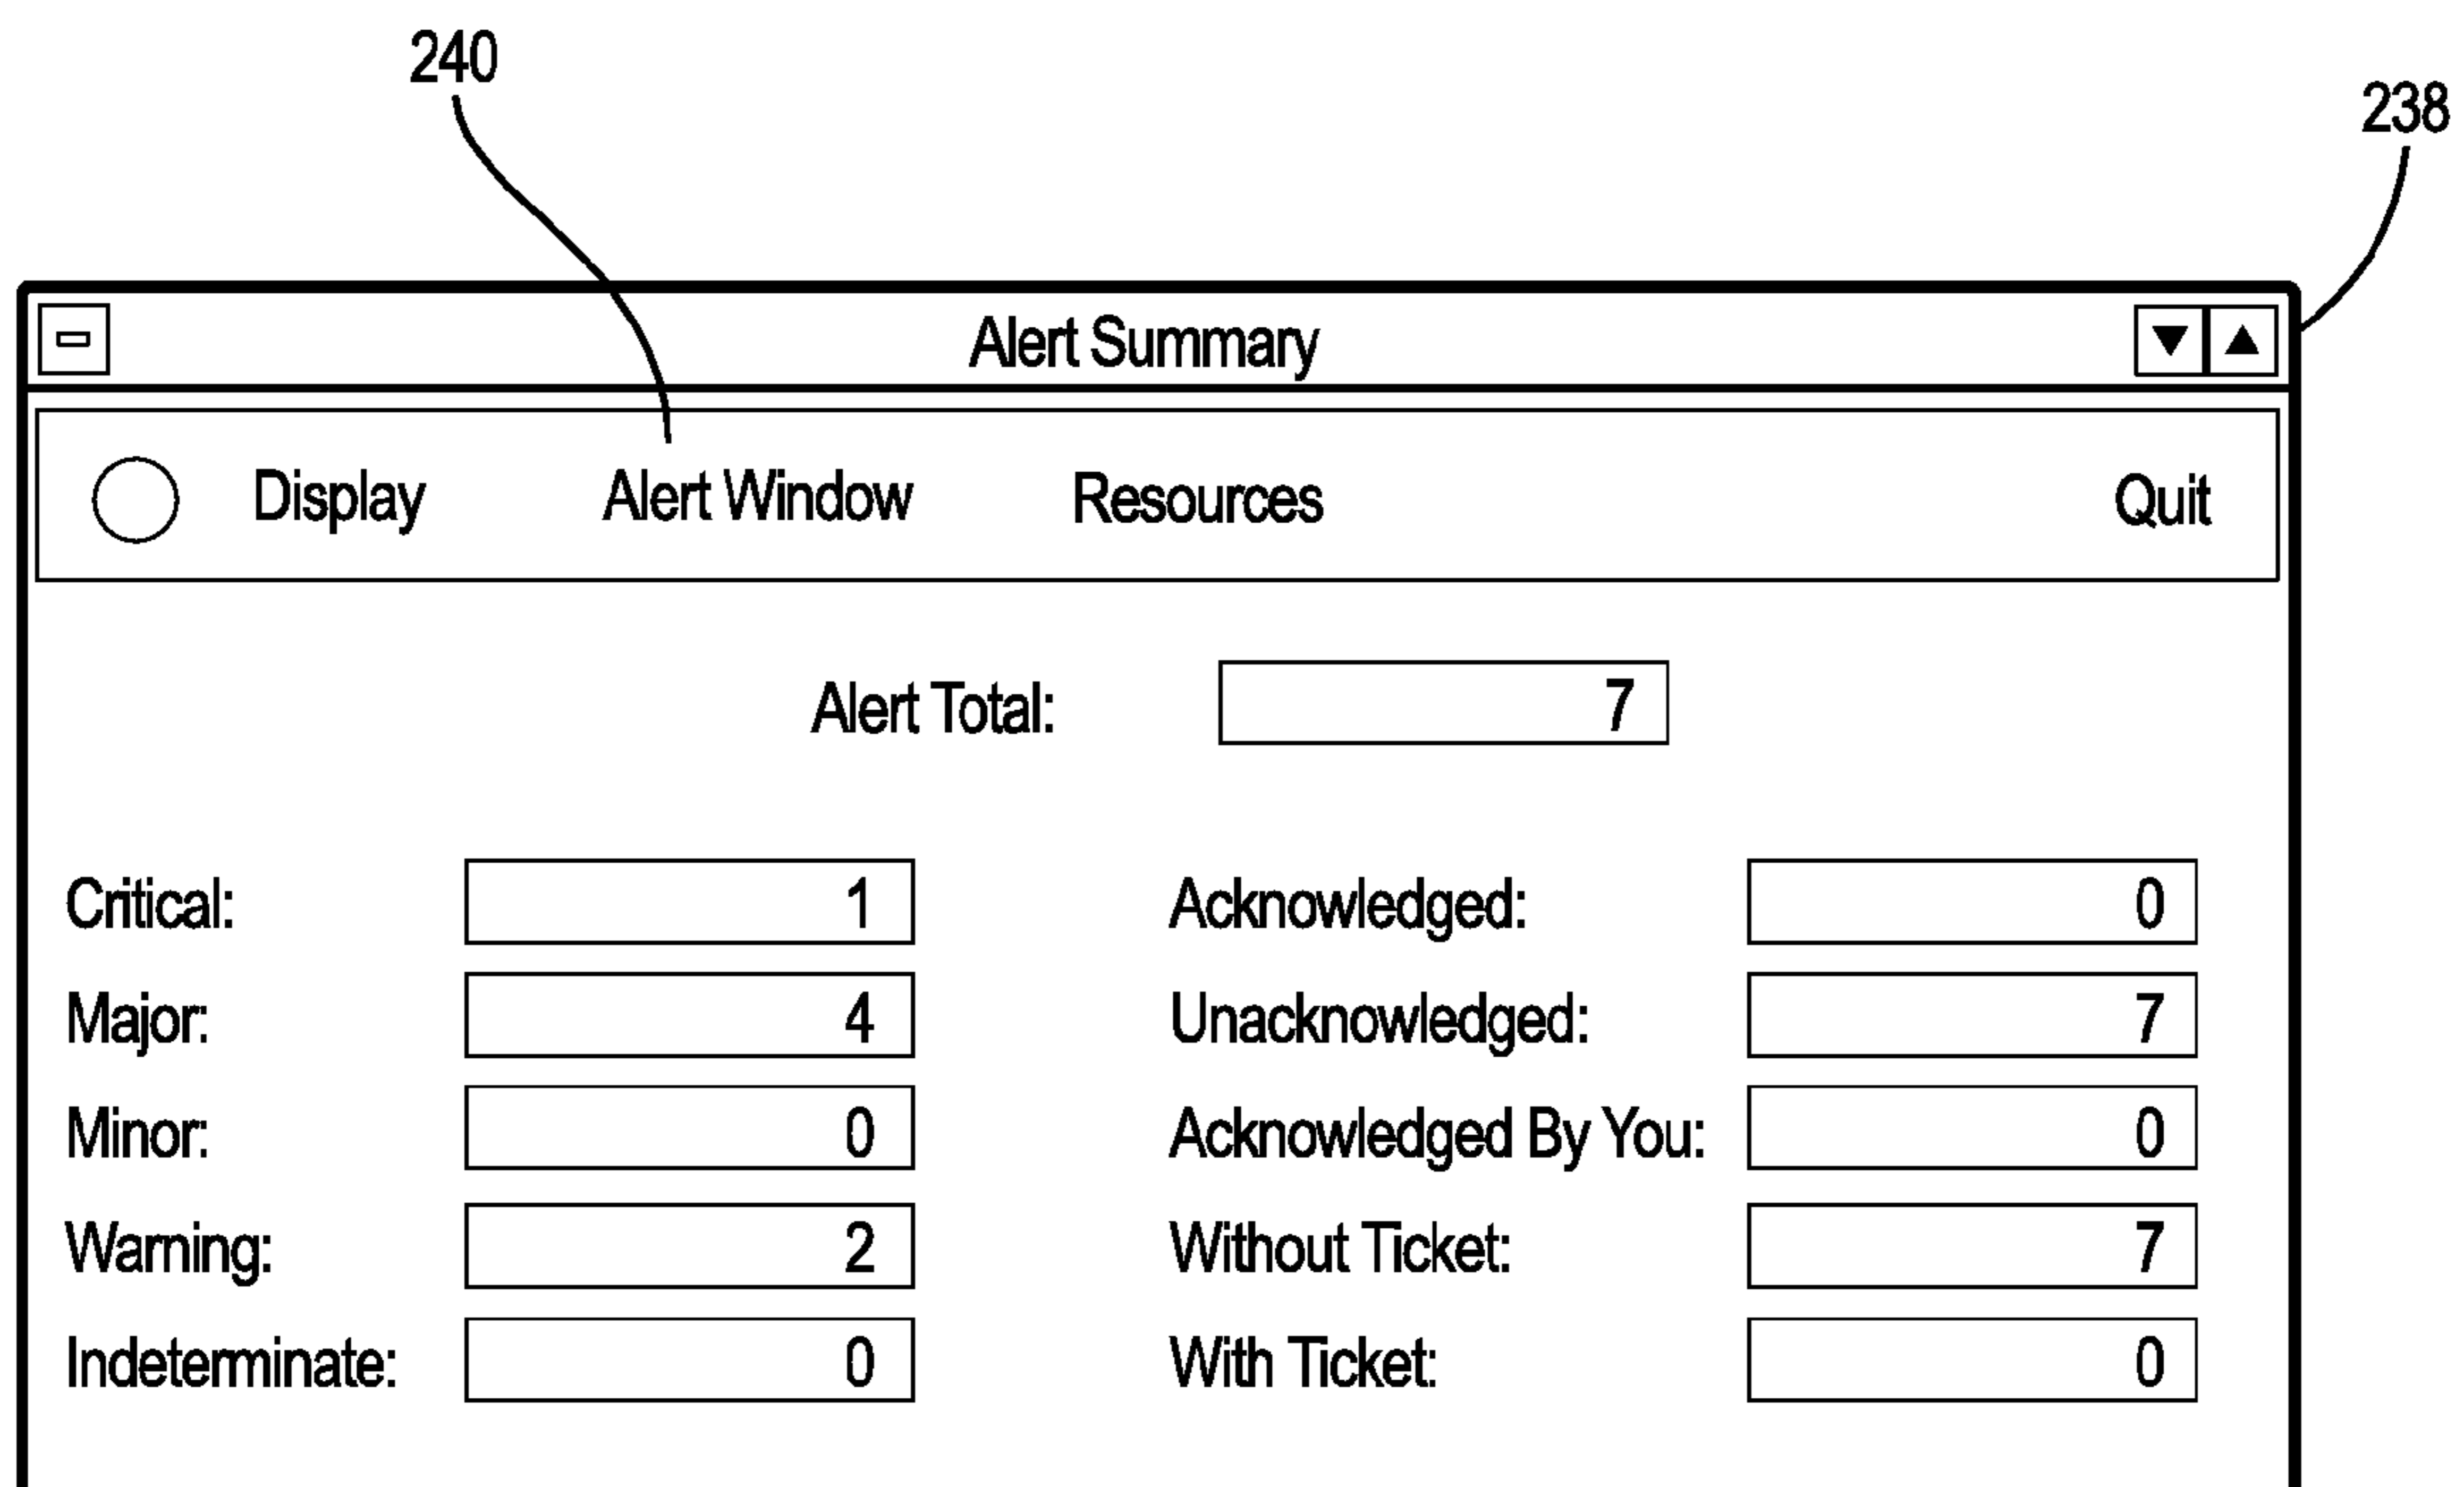 240
238
Alert Summary
Display Alert Window Resources Quit
Alert Total: 7
Critical: 1 Acknowledged: 0
Major: 4 Unacknowledged: 7
Minor: 0 Acknowledged By You: 0
Warning: 2 Without Ticket: 7
Indeterminate: 0 With Ticket: 0